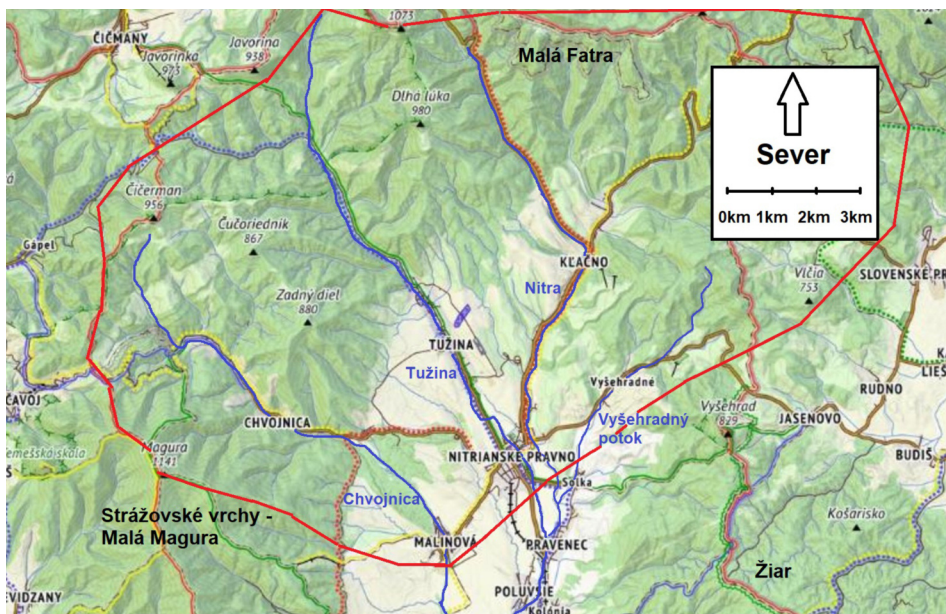 1073
ČIČMANY
Javorina
938
Javorinka
973
Malá Fatra
Dlhá lúka
980
Sever
0km 1km 2km 3km
Čičerman
956
Čučoriedník
867
Gápel
KĽAČNO
Vlčia
753
SLOVENSKÉ PR
Nitra
Zadný diel
880
TUŽINA
Tužina
LIEŠ
RUDNO
Vyšehradné
ČAVOJ
CHVOJNICA
Vyšehradný
potok
Vyšehrad
829
JASENOVO
BUDIŠ
NITRIANSKE PRAVNO
Magura
1141
Solka
Chvojnica
Strážovské vrchy -
Malá Magura
Košarisko
MALINOVÁ
PRAVENEC
Žiar
POLUVSIE
Kolónia
EVIDZANY